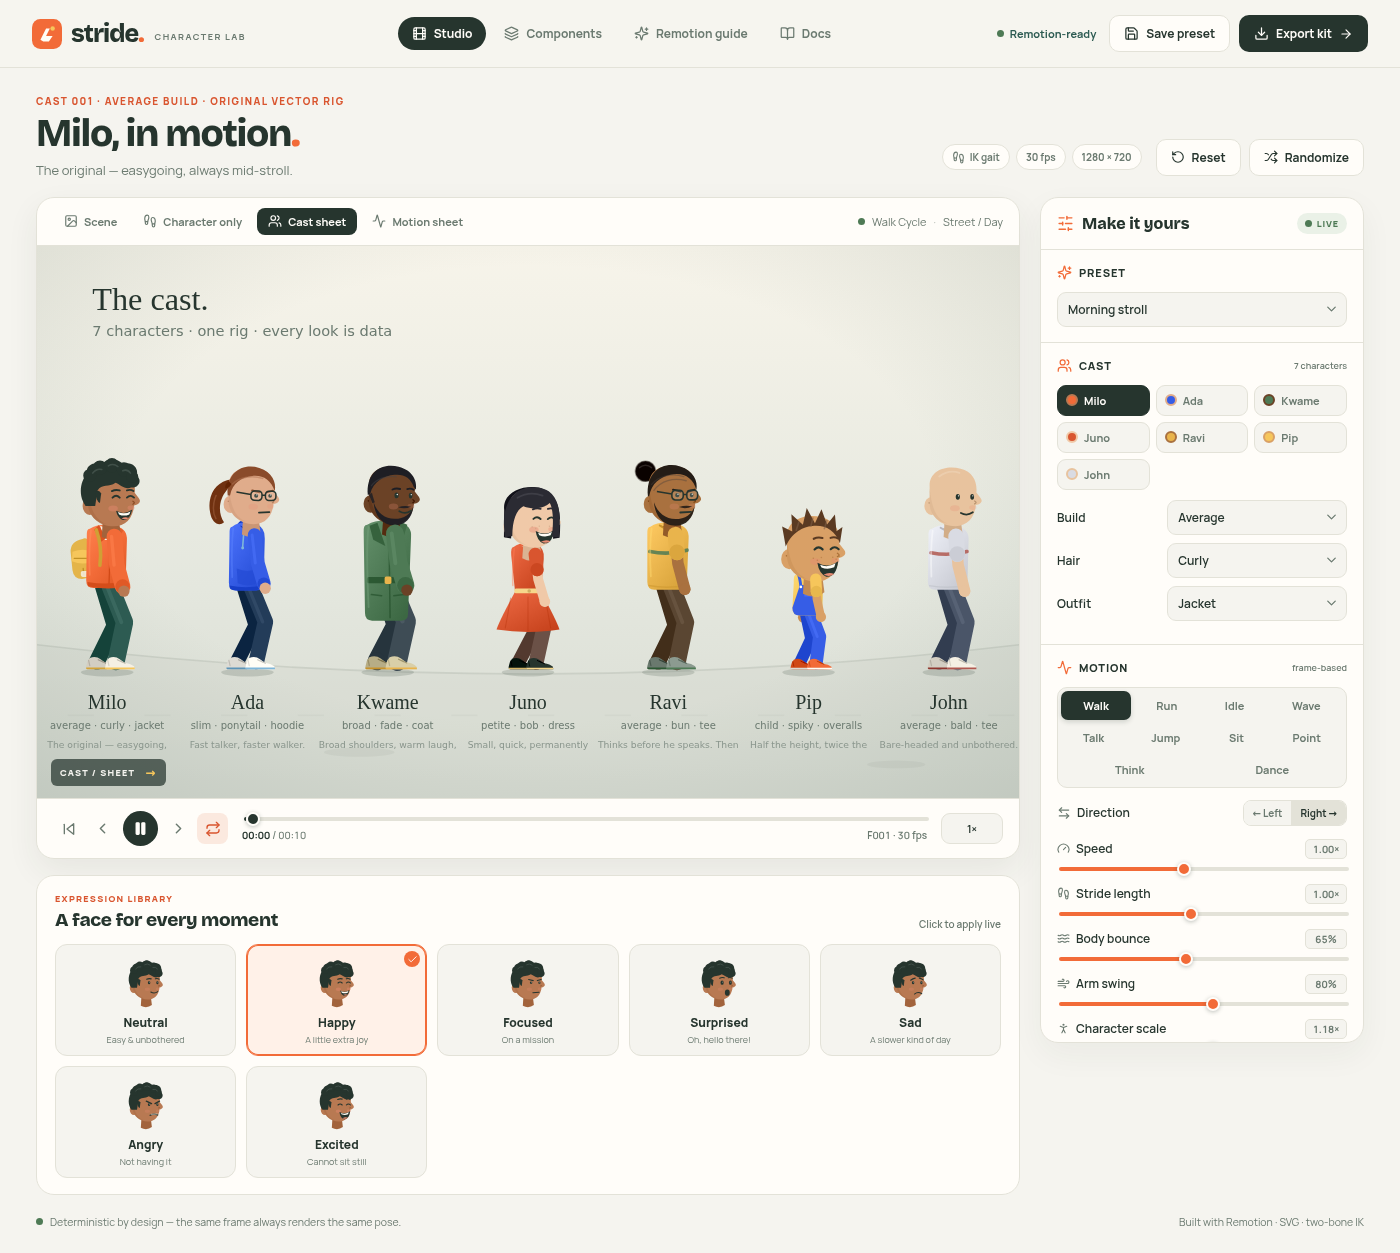 stride. CHARACTER LAB
Studio
Components
Remotion guide
Docs
Remotion-ready
Save preset
Export kit →
CAST 001 · AVERAGE BUILD · ORIGINAL VECTOR RIG
Milo, in motion.
The original — easygoing, always mid-stroll.
IK gait
30 fps
1280 × 720
Reset
Randomize
Scene
Character only
Cast sheet
Motion sheet
Walk Cycle · Street / Day
The cast.
7 characters · one rig · every look is data
Milo
Ada
Kwame
Juno
Ravi
Pip
John
average · curly · jacket
slim · ponytail · hoodie
broad · fade · coat
petite · bob · dress
average · bun · tee
child · spiky · overalls
average · bald · tee
The original — easygoing,
Fast talker, faster walker.
Broad shoulders, warm laugh,
Small, quick, permanently
Thinks before he speaks. Then
Half the height, twice the
Bare-headed and unbothered.
CAST / SHEET →
00:00 / 00:10
F001 · 30 fps
1×
EXPRESSION LIBRARY
A face for every moment
Click to apply live
Neutral
Easy & unbothered
Happy
A little extra joy
Focused
On a mission
Surprised
Oh, hello there!
Sad
A slower kind of day
Angry
Not having it
Excited
Cannot sit still
Make it yours
LIVE
PRESET
Morning stroll
CAST
7 characters
Milo
Ada
Kwame
Juno
Ravi
Pip
John
Build
Average
Hair
Curly
Outfit
Jacket
MOTION
frame-based
Walk
Run
Idle
Wave
Talk
Jump
Sit
Point
Think
Dance
Direction
← Left
Right →
Speed
1.00×
Stride length
1.00×
Body bounce
65%
Arm swing
80%
Character scale
1.18×
Deterministic by design — the same frame always renders the same pose.
Built with Remotion · SVG · two-bone IK